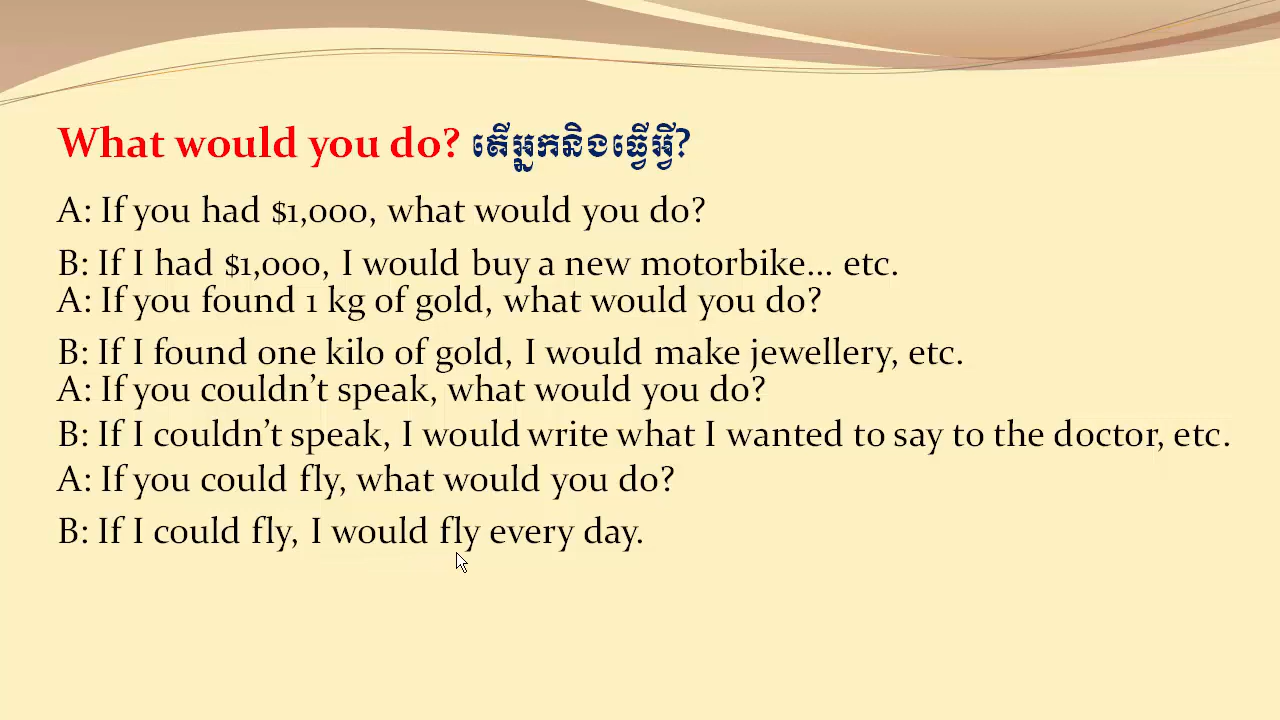 What would you do? តើអ្នកនិងធ្វើអ្វី?
A: If you had $1,000, what would you do?
B: If I had $1,000, I would buy a new motorbike... etc.
A: If you found 1 kg of gold, what would you do?
B: If I found one kilo of gold, I would make jewellery, etc.
A: If you couldn’t speak, what would you do?
B: If I couldn’t speak, I would write what I wanted to say to the doctor, etc.
A: If you could fly, what would you do?
B: If I could fly, I would fly every day.